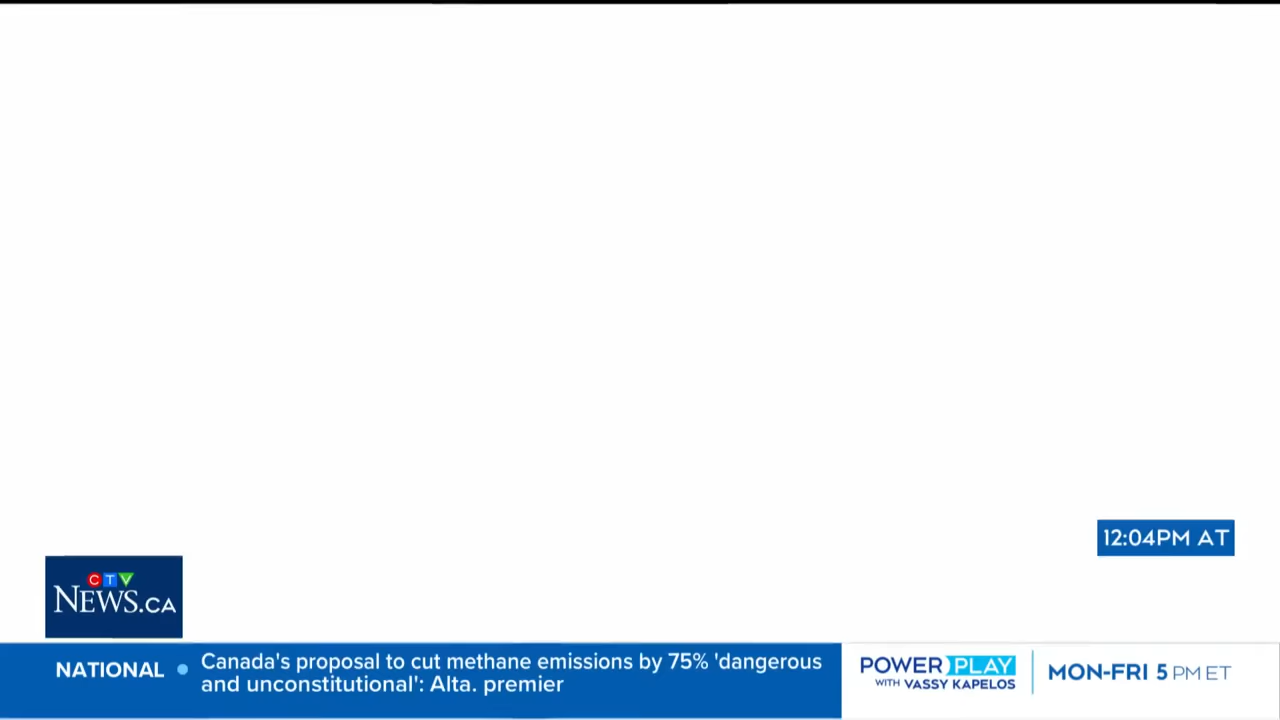 12:04PM AT
CTV
NEWS.CA
NATIONAL
Canada's proposal to cut methane emissions by 75% 'dangerous
and unconstitutional': Alta. premier
POWER PLAY
WITH VASSY KAPELOS
MON-FRI 5 PM ET